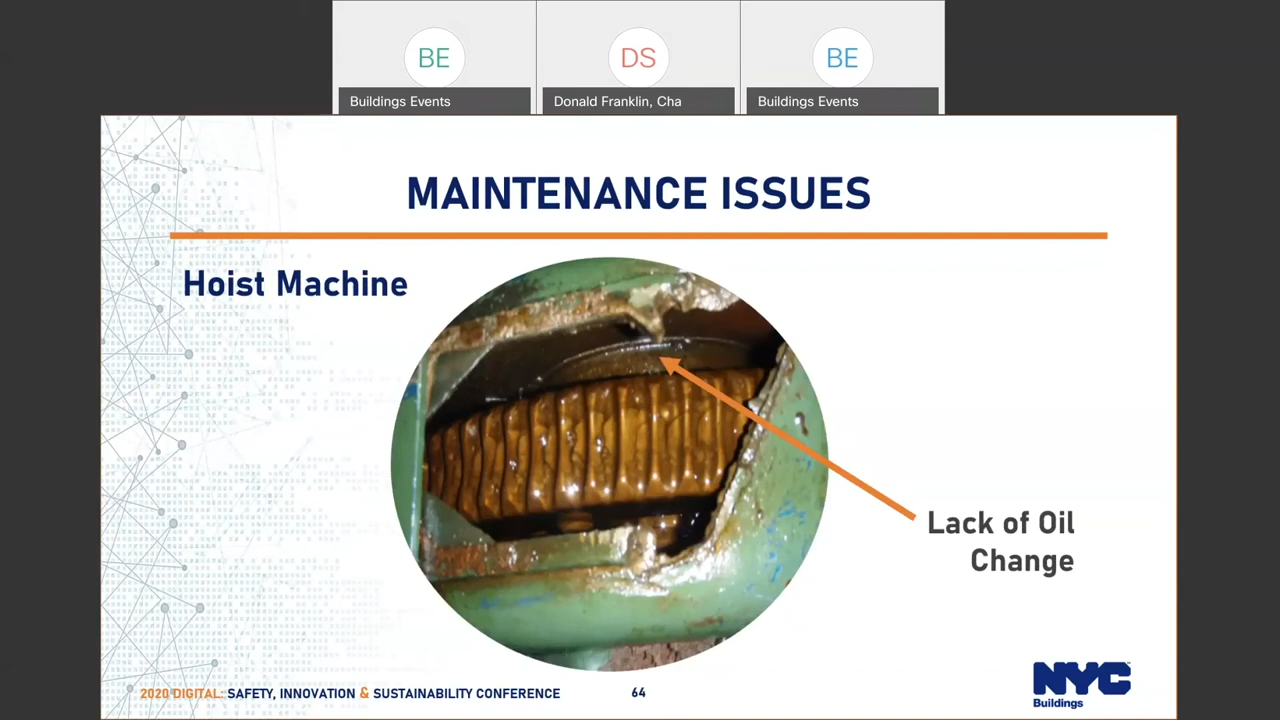 BE
DS
BE
Buildings Events
Donald Franklin, Cha
Buildings Events
MAINTENANCE ISSUES
Hoist Machine
Lack of Oil
Change
2020 DIGITAL: SAFETY, INNOVATION & SUSTAINABILITY CONFERENCE
64
NYC
Buildings